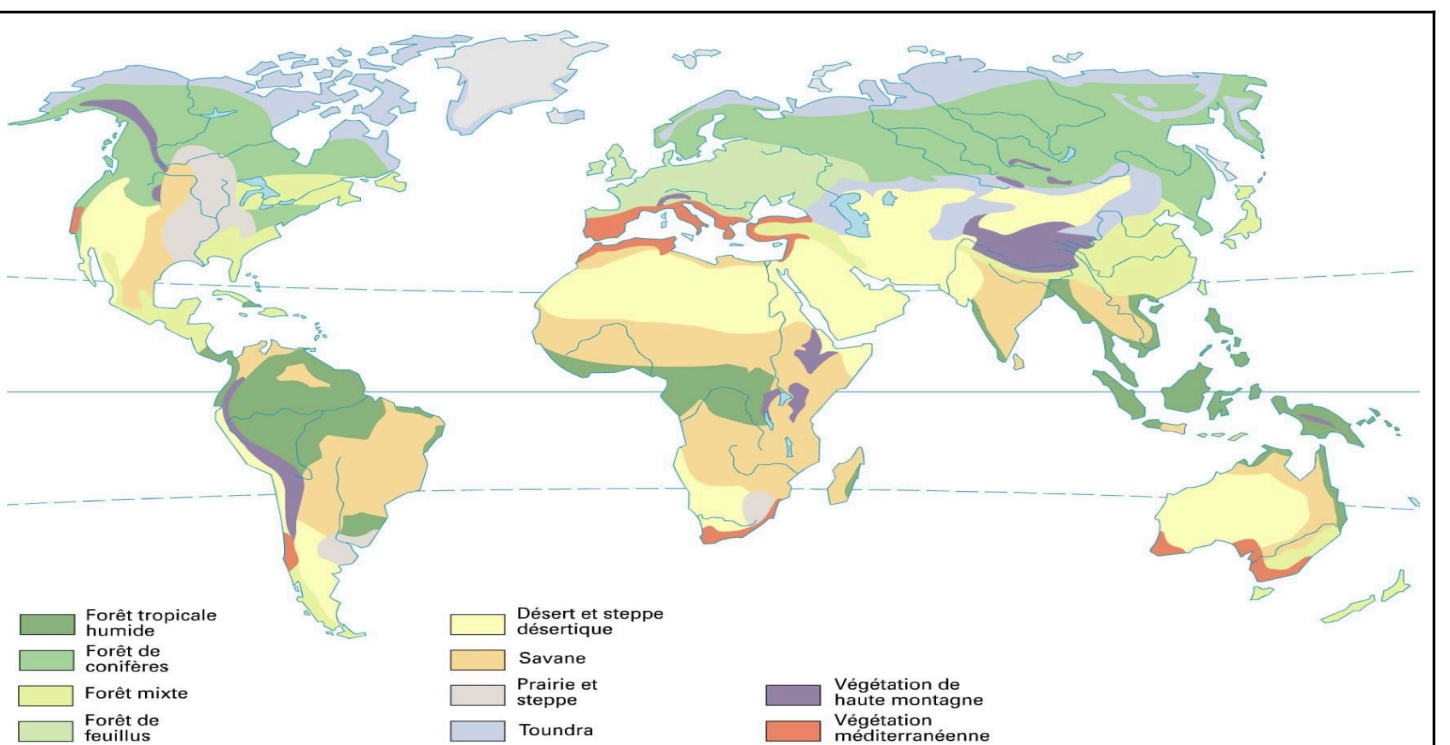 Forêt tropicale
humide
Forêt de
conifères
Forêt mixte
Forêt de
feuillus
Désert et steppe
désertique
Savane
Prairie et
steppe
Toundra
Végétation de
haute montagne
Végétation
méditerranéenne